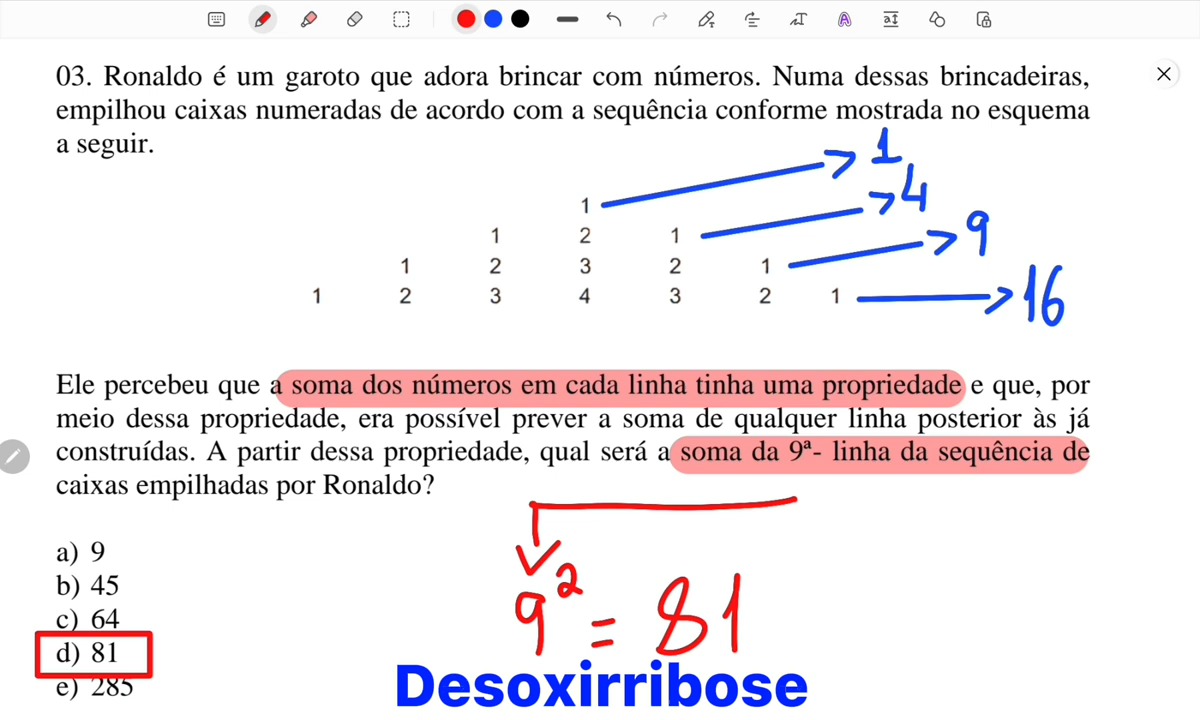 03. Ronaldo é um garoto que adora brincar com números. Numa dessas brincadeiras,
empilhou caixas numeradas de acordo com a sequência conforme mostrada no esquema
a seguir.
1 1
1 2 1 4
1 2 3 2 1 9
1 2 3 4 3 2 1 16
Ele percebeu que a soma dos números em cada linha tinha uma propriedade e que, por
meio dessa propriedade, era possível prever a soma de qualquer linha posterior às já
construídas. A partir dessa propriedade, qual será a soma da 9ª- linha da sequência de
caixas empilhadas por Ronaldo?
a) 9
b) 45
c) 64
d) 81
e) 285
9² = 81
Desoxirribose